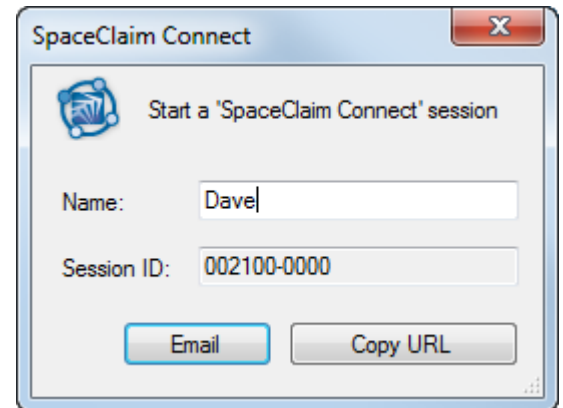 SpaceClaim Connect
Start a 'SpaceClaim Connect' session
Name: Dave
Session ID: 002100-0000
Email Copy URL